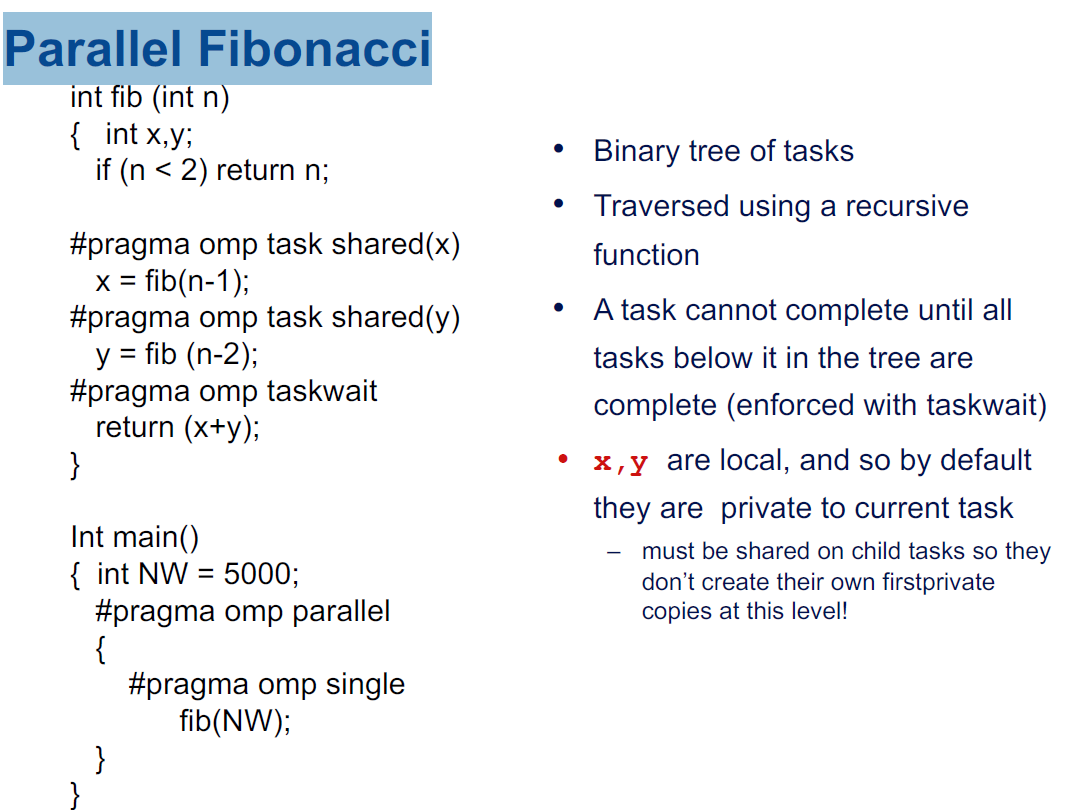 Parallel Fibonacci
int fib (int n)
{ int x,y;
if (n < 2) return n;
#pragma omp task shared(x)
x = fib(n-1);
#pragma omp task shared(y)
y = fib (n-2);
#pragma omp taskwait
return (x+y);
}
Int main()
{ int NW = 5000;
#pragma omp parallel
{
#pragma omp single
fib(NW);
}
}
• Binary tree of tasks
• Traversed using a recursive
function
• A task cannot complete until all
tasks below it in the tree are
complete (enforced with taskwait)
• x,y are local, and so by default
they are private to current task
– must be shared on child tasks so they
don’t create their own firstprivate
copies at this level!